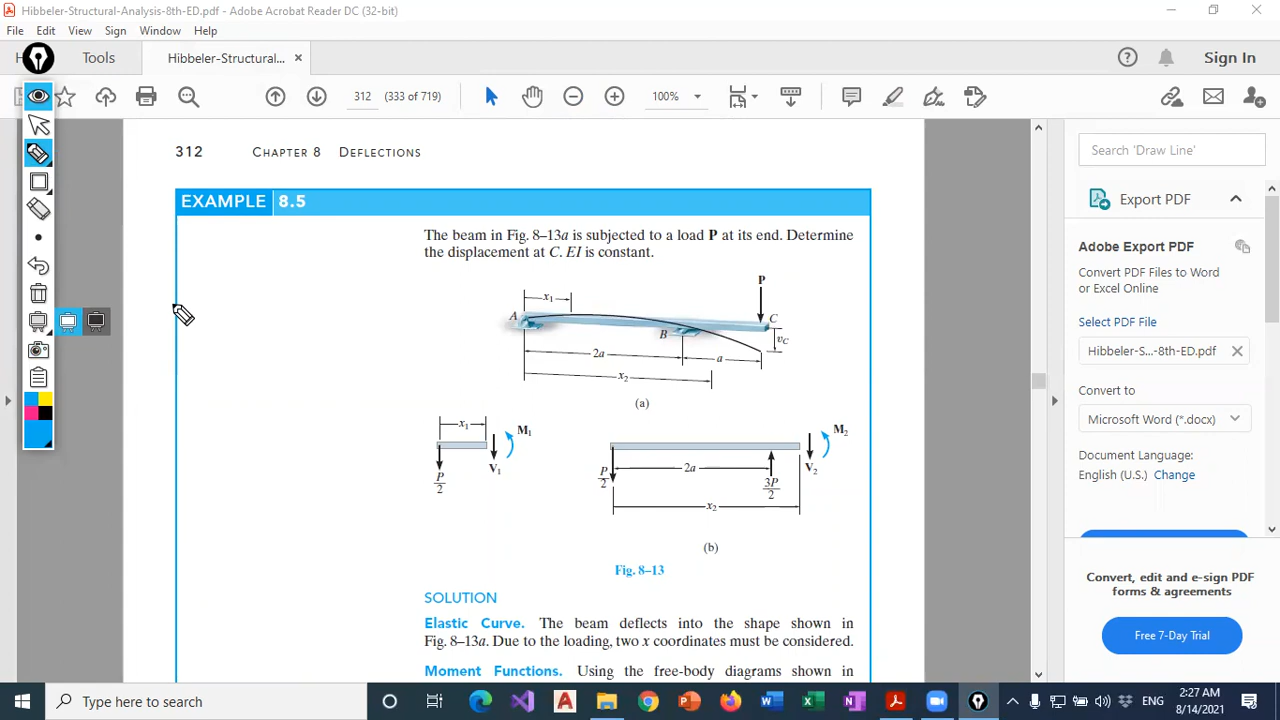 Hibbeler-Structural-Analysis-8th-ED.pdf - Adobe Acrobat Reader DC (32-bit)
File Edit View Sign Window Help
Tools
Hibbeler-Structural... ×
Sign In
312 (333 of 719)
100%
312 CHAPTER 8 DEFLECTIONS
EXAMPLE 8.5
The beam in Fig. 8–13a is subjected to a load P at its end. Determine
the displacement at C. EI is constant.
P
x1
A
B
C
vC
2a
a
x2
(a)
x1
M1
V1
P
2
M2
V2
P
2
2a
3P
2
x2
(b)
Fig. 8–13
SOLUTION
Elastic Curve. The beam deflects into the shape shown in
Fig. 8–13a. Due to the loading, two x coordinates must be considered.
Moment Functions. Using the free-body diagrams shown in
Search 'Draw Line'
Export PDF
Adobe Export PDF
Convert PDF Files to Word
or Excel Online
Select PDF File
Hibbeler-S...-8th-ED.pdf
Convert to
Microsoft Word (*.docx)
Document Language:
English (U.S.) Change
Convert, edit and e-sign PDF
forms & agreements
Free 7-Day Trial
Type here to search
ENG
2:27 AM
8/14/2021